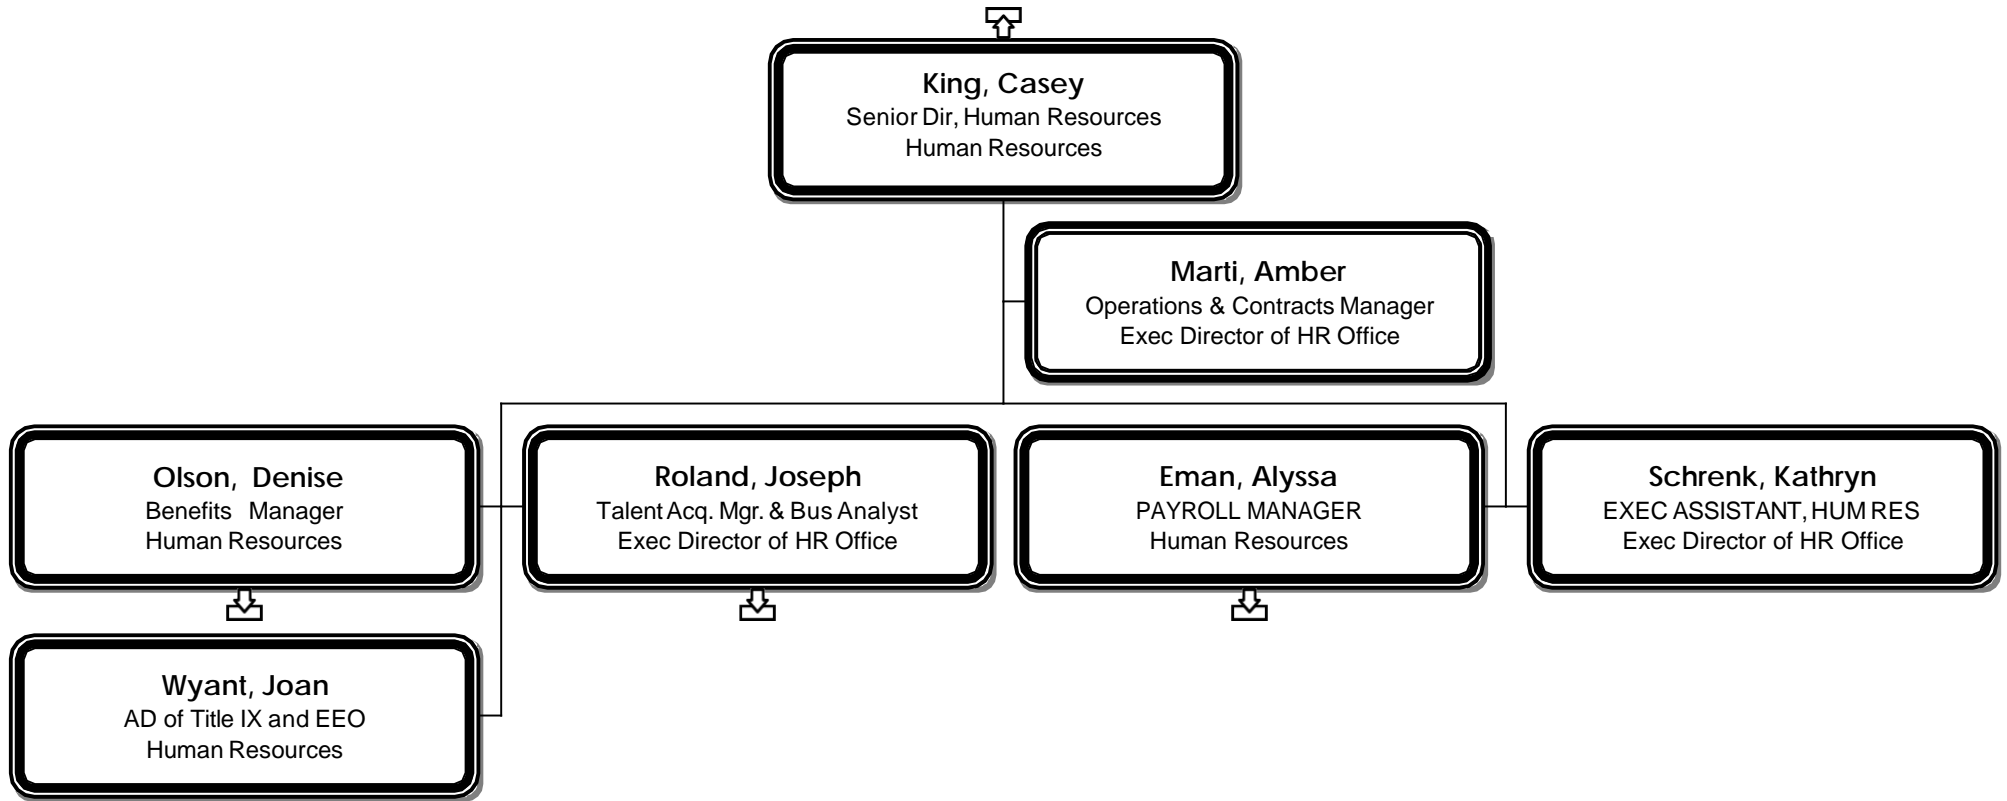 King, Casey
Senior Dir, Human Resources
Human Resources
Marti, Amber
Operations & Contracts Manager
Exec Director of HR Office
Olson, Denise
Benefits Manager
Human Resources
Roland, Joseph
Talent Acq. Mgr. & Bus Analyst
Exec Director of HR Office
Eman, Alyssa
PAYROLL MANAGER
Human Resources
Schrenk, Kathryn
EXEC ASSISTANT, HUM RES
Exec Director of HR Office
Wyant, Joan
AD of Title IX and EEO
Human Resources